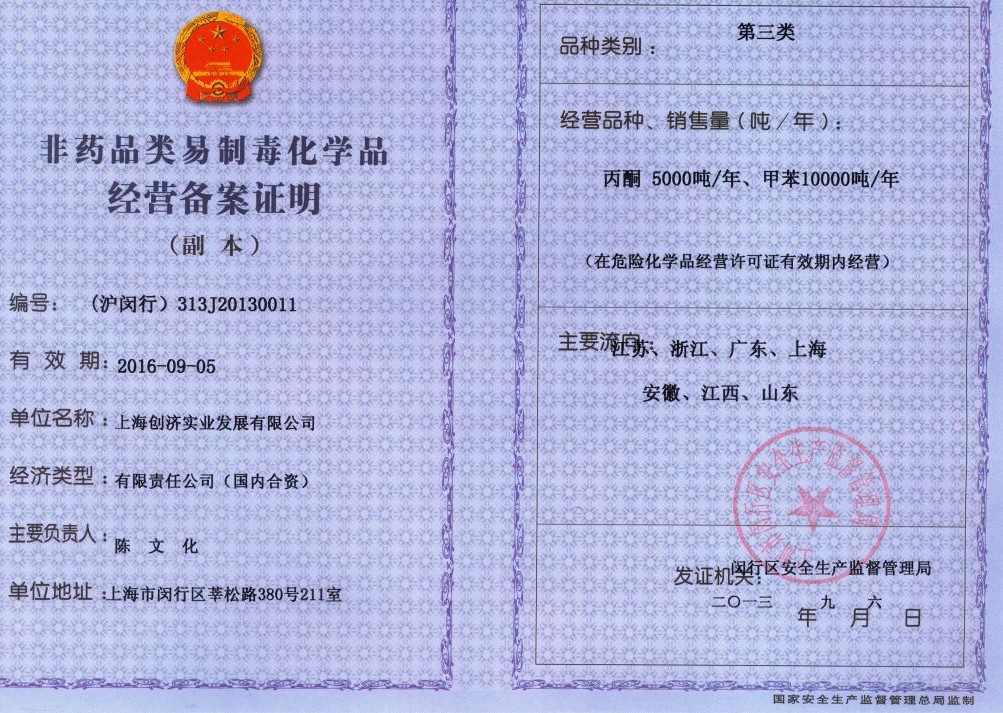 非药品类易制毒化学品
经营备案证明
（副 本）
编号： （沪闵行）313J20130011
有 效 期：2016-09-05
单位名称：上海创济实业发展有限公司
经济类型：有限责任公司（国内合资）
主要负责人：陈 文 化
单位地址：上海市闵行区莘松路380号211室
品种类别： 第三类
经营品种、销售量（吨／年）：
丙酮 5000吨/年、甲苯10000吨/年
（在危险化学品经营许可证有效期内经营）
主要流向：江苏、浙江、广东、上海
安徽、江西、山东
发证机关：闵行区安全生产监督管理局
二〇一三 年 九 月 六 日
国家安全生产监督管理总局监制